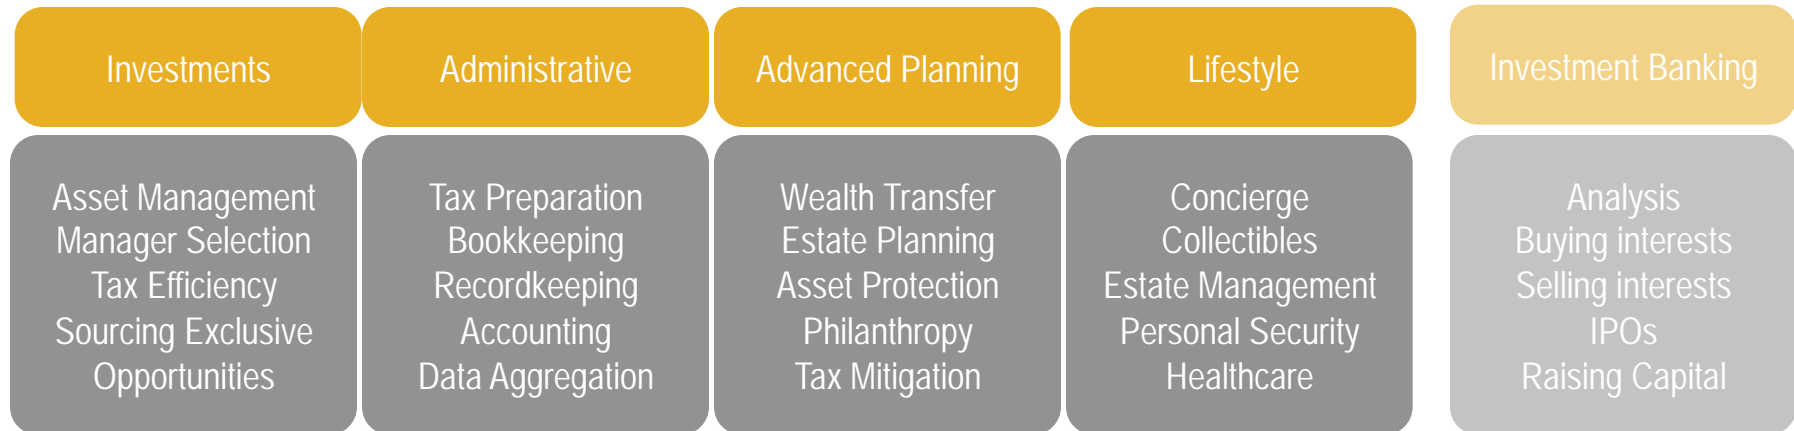 Investments
Administrative
Advanced Planning
Lifestyle
Investment Banking
Asset Management
Manager Selection
Tax Efficiency
Sourcing Exclusive
Opportunities
Tax Preparation
Bookkeeping
Recordkeeping
Accounting
Data Aggregation
Wealth Transfer
Estate Planning
Asset Protection
Philanthropy
Tax Mitigation
Concierge
Collectibles
Estate Management
Personal Security
Healthcare
Analysis
Buying interests
Selling interests
IPOs
Raising Capital